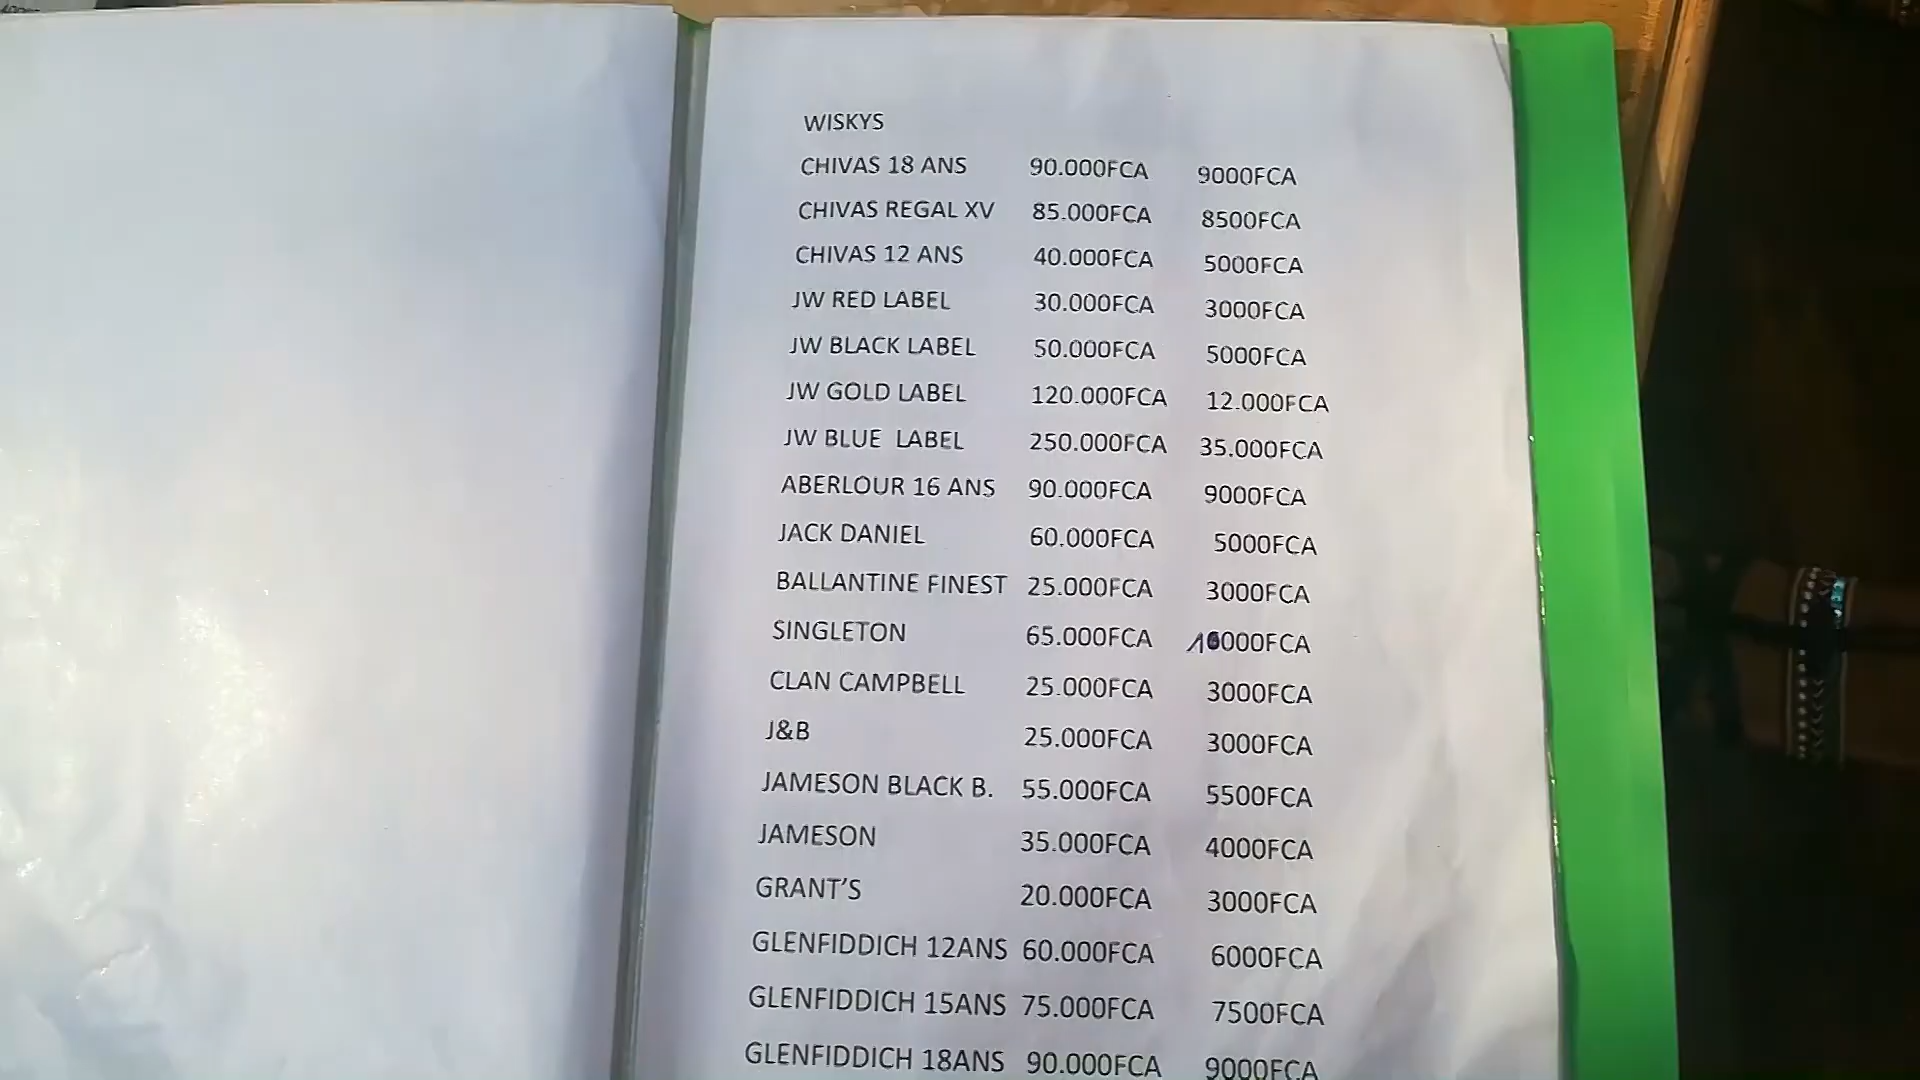 WISKYS
CHIVAS 18 ANS 90.000FCA 9000FCA
CHIVAS REGAL XV 85.000FCA 8500FCA
CHIVAS 12 ANS 40.000FCA 5000FCA
JW RED LABEL 30.000FCA 3000FCA
JW BLACK LABEL 50.000FCA 5000FCA
JW GOLD LABEL 120.000FCA 12.000FCA
JW BLUE LABEL 250.000FCA 35.000FCA
ABERLOUR 16 ANS 90.000FCA 9000FCA
JACK DANIEL 60.000FCA 5000FCA
BALLANTINE FINEST 25.000FCA 3000FCA
SINGLETON 65.000FCA
CLAN CAMPBELL 25.000FCA 3000FCA
J&B 25.000FCA 3000FCA
JAMESON BLACK B. 55.000FCA 5500FCA
JAMESON 35.000FCA 4000FCA
GRANT'S 20.000FCA 3000FCA
GLENFIDDICH 12ANS 60.000FCA 6000FCA
GLENFIDDICH 15ANS 75.000FCA 7500FCA
GLENFIDDICH 18ANS 90.000FCA 9000FCA